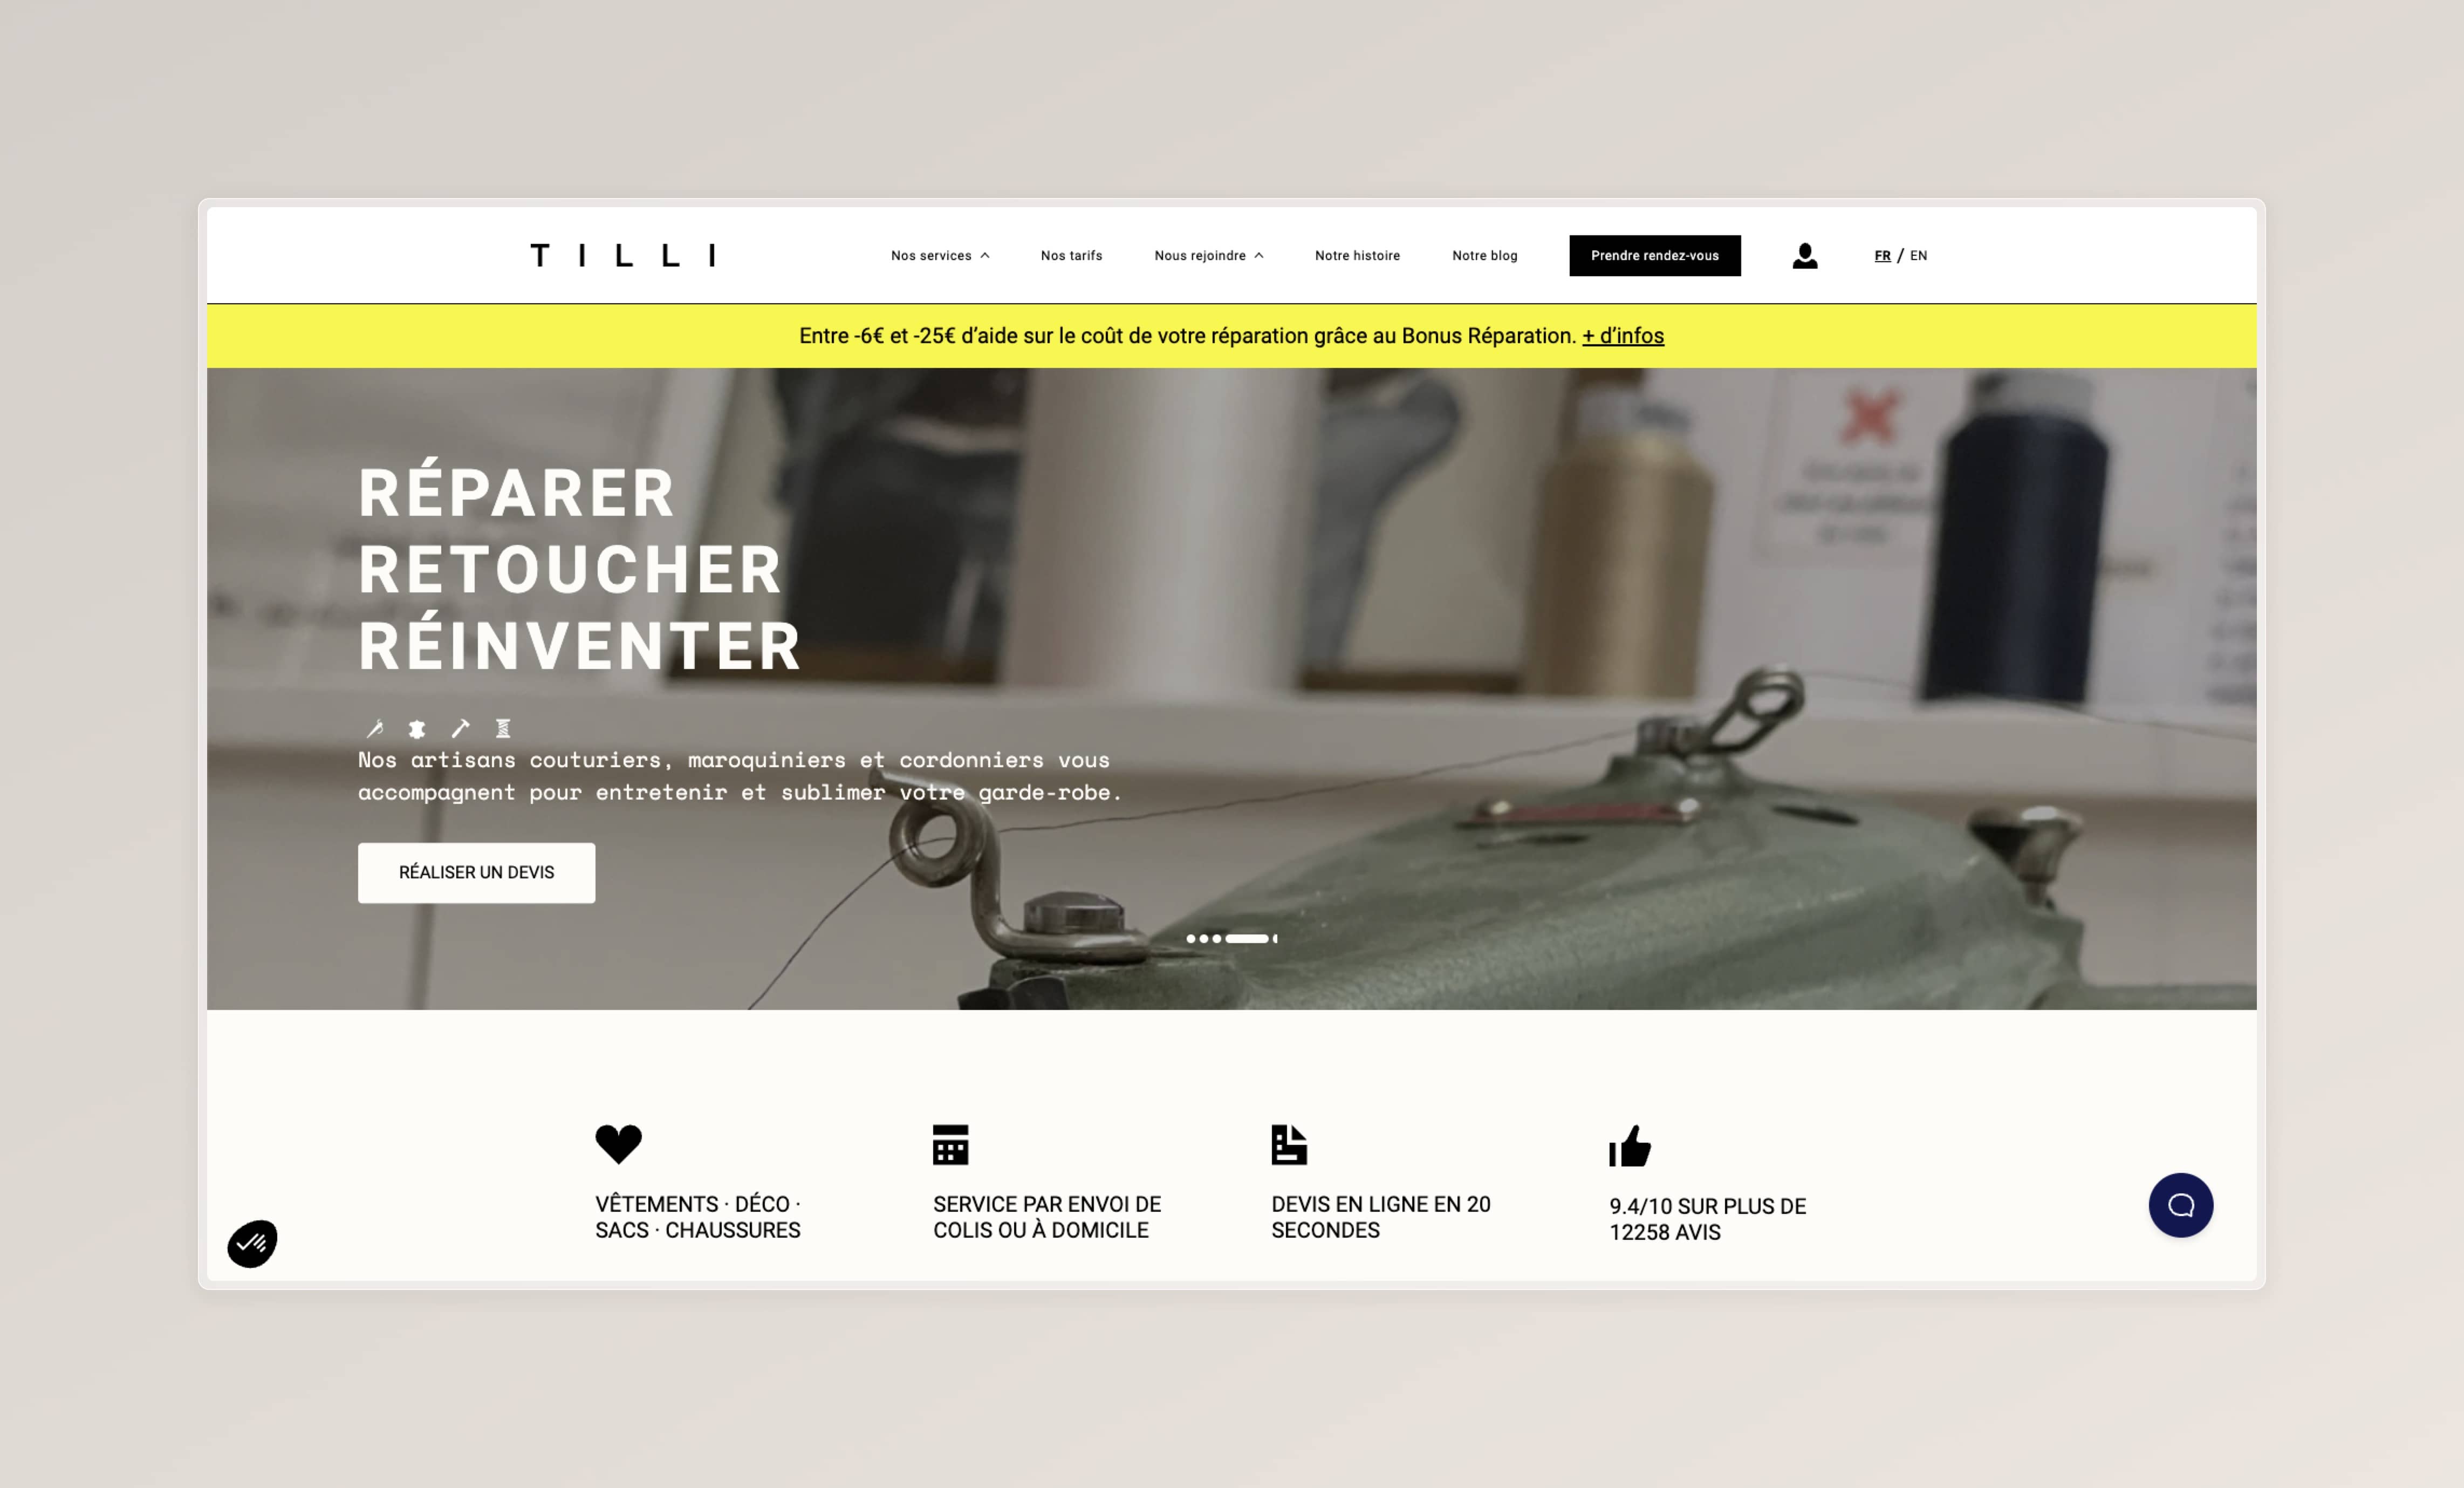 TILLI
Nos services
Nos tarifs
Nous rejoindre
Notre histoire
Notre blog
Prendre rendez-vous
FR / EN
Entre -6€ et -25€ d’aide sur le coût de votre réparation grâce au Bonus Réparation. + d’infos
RÉPARER
RETOUCHER
RÉINVENTER
Nos artisans couturiers, maroquiniers et cordonniers vous
accompagnent pour entretenir et sublimer votre garde-robe.
RÉALISER UN DEVIS
VÊTEMENTS · DÉCO ·
SACS · CHAUSSURES
SERVICE PAR ENVOI DE
COLIS OU À DOMICILE
DEVIS EN LIGNE EN 20
SECONDES
9.4/10 SUR PLUS DE
12258 AVIS